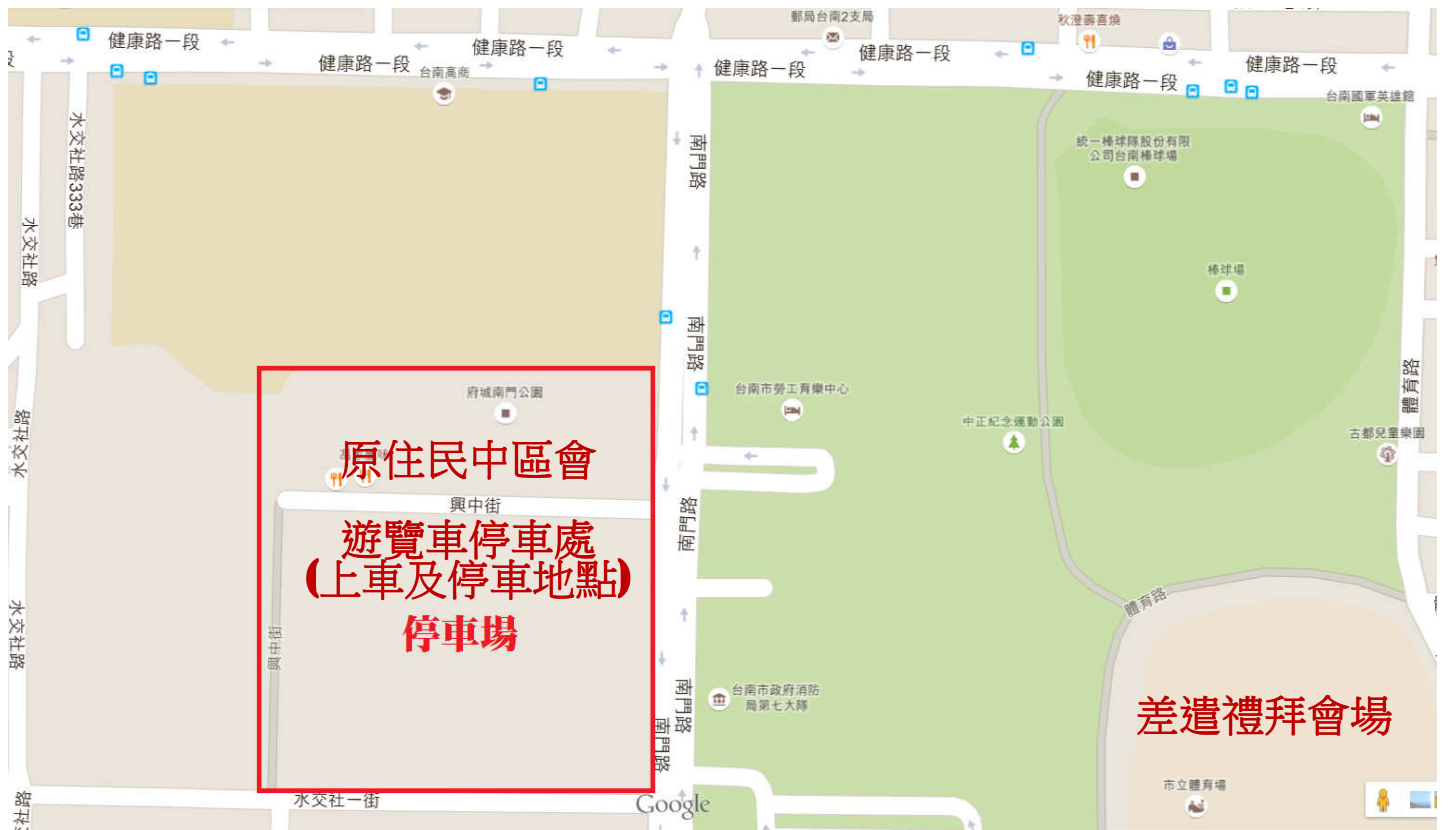 郵局台南2支局
秋澄壽喜燒
健康路一段
健康路一段
健康路一段
健康路一段
健康路一段
健康路一段
健康路一段
台南高商
台南國軍英雄館
水交社路333巷
南門路
統一棒球隊股份有限
公司台南棒球場
水交社路
棒球場
南門路
體育路
府城南門公園
台南市勞工育樂中心
中正紀念運動公園
古都兒童樂園
水交社路
原住民中區會
興中街
遊覽車停車處
(上車及停車地點)
停車場
南門路
體育路
水交社路
興中街
南門路
台南市政府消防
局第七大隊
差遣禮拜會場
南門路
市立體育場
水交社一街
Google